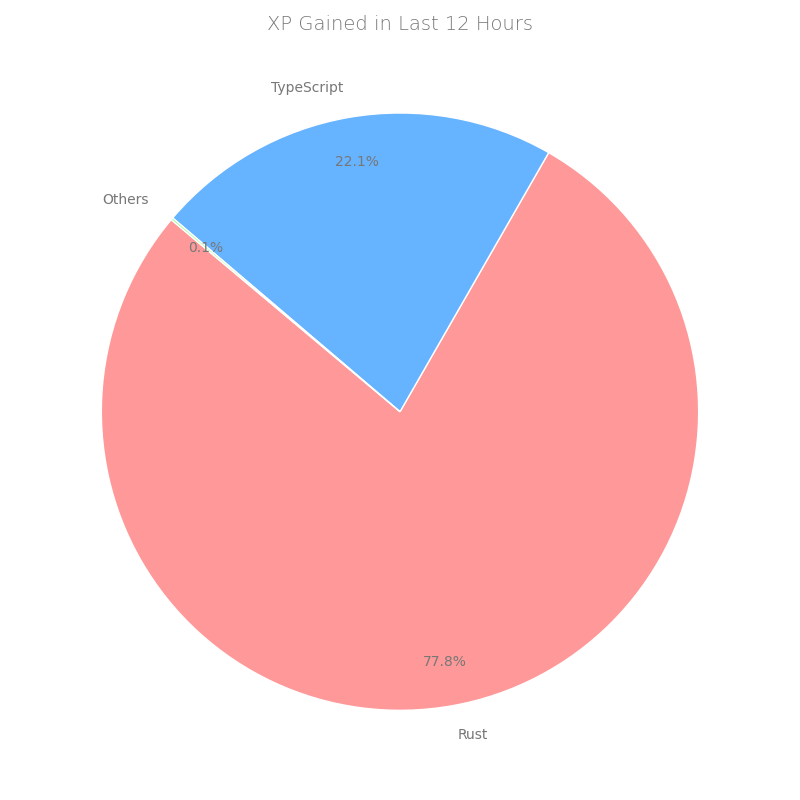 XP Gained in Last 12 Hours
TypeScript
22.1%
Others
0.1%
77.8%
Rust